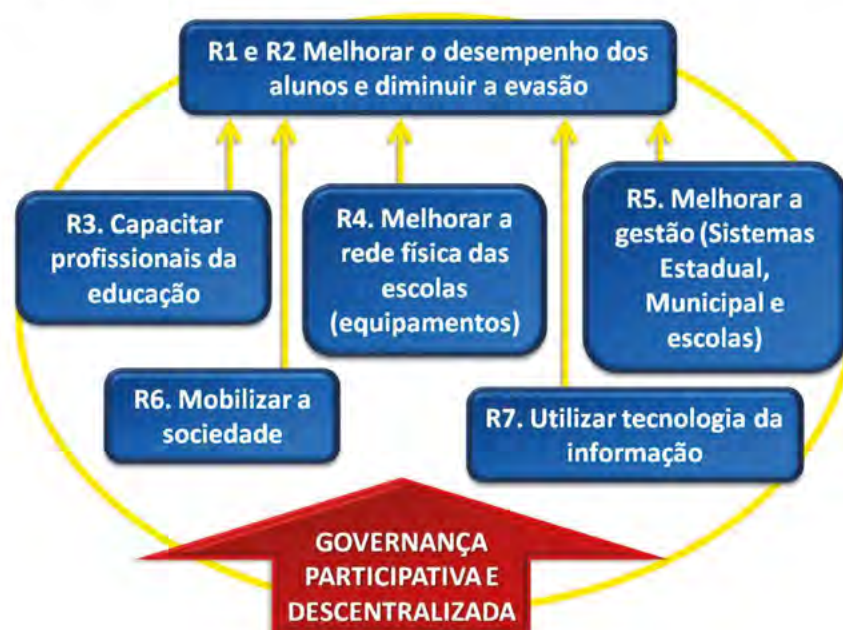 R1 e R2 Melhorar o desempenho dos
alunos e diminuir a evasão
R3. Capacitar
profissionais da
educação
R4. Melhorar a
rede física das
escolas
(equipamentos)
R5. Melhorar a
gestão (Sistemas
Estadual,
Municipal e
escolas)
R6. Mobilizar a
sociedade
R7. Utilizar tecnologia da
informação
GOVERNANÇA
PARTICIPATIVA E
DESCENTRALIZADA